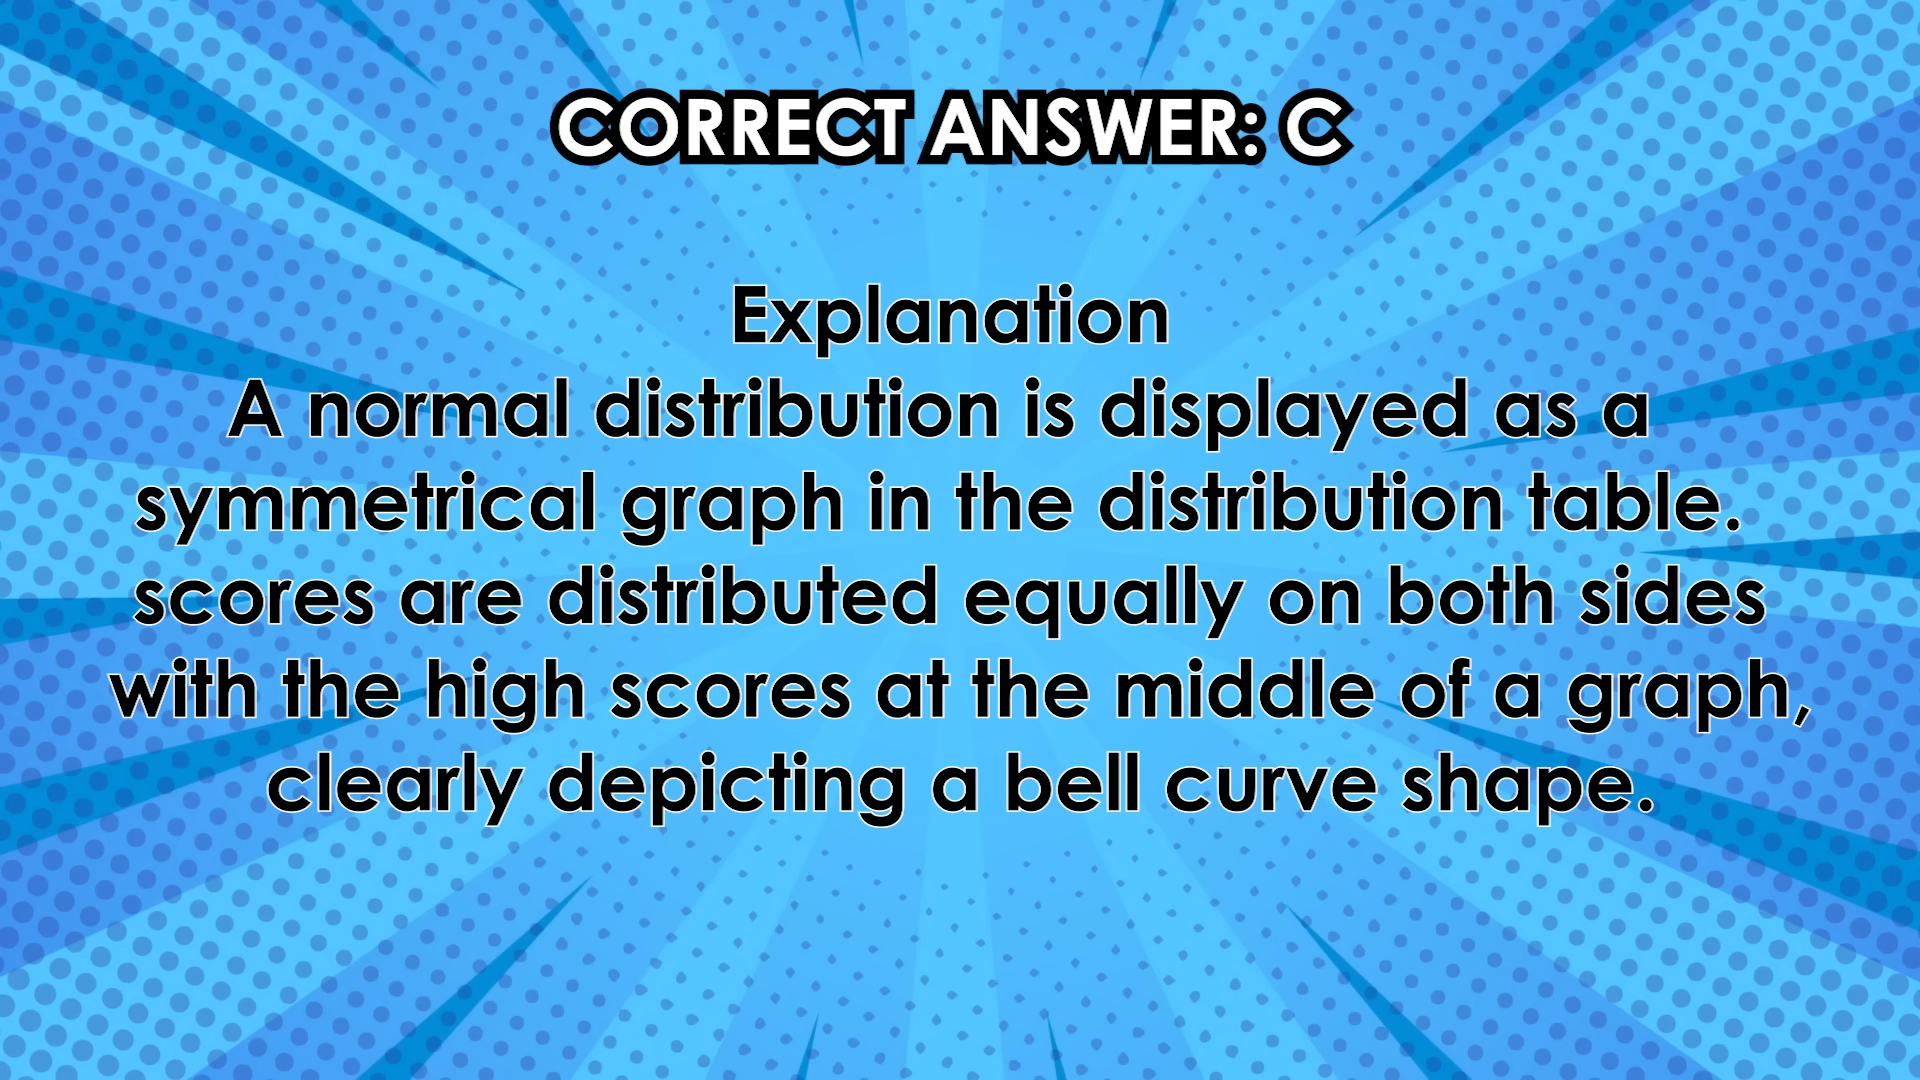 CORRECT ANSWER: C
Explanation
A normal distribution is displayed as a
symmetrical graph in the distribution table.
scores are distributed equally on both sides
with the high scores at the middle of a graph,
clearly depicting a bell curve shape.